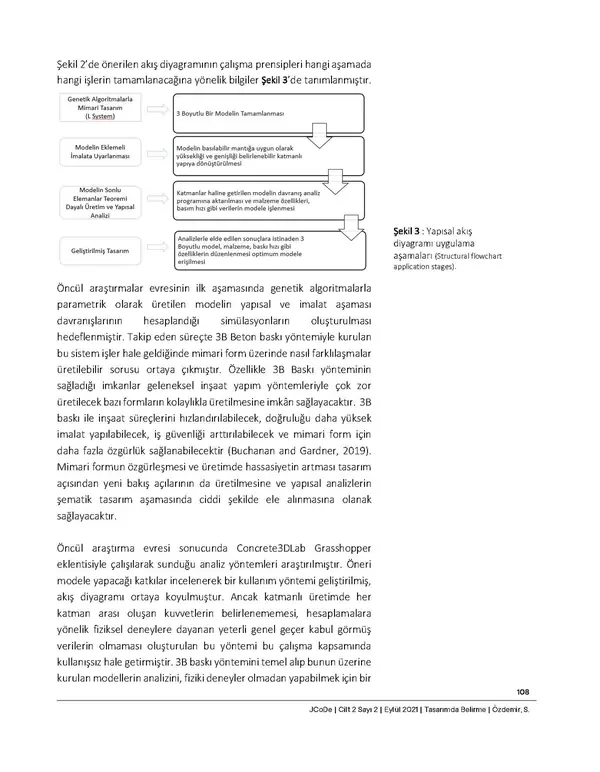 Şekil 2'de önerilen akış diyagramının çalışma prensipleri hangi aşamada
hangi işlerin tamamlanacağına yönelik bilgiler Şekil 3'de tanımlanmıştır.
Genetik Algoritmalarla
Mimari Tasarım
(L System)
3 Boyutlu Bir Modelin Tamamlanması
Modelin Eklemeli
İmalata Uyarlanması
Modelin basılabilir mantığa uygun olarak
yüksekliği ve genişliği belirlenebilir katmanlı
yapıya dönüştürülmesi
Modelin Sonlu
Elemanlar Teoremi
Dayalı Üretim ve Yapısal
Analizi
Katmanlar haline getirilen modelin davranış analiz
programına aktarılması ve malzeme özellikleri,
basım hızı gibi verilerin modele işlenmesi
Geliştirilmiş Tasarım
Analizlerle elde edilen sonuçlara istinaden 3
Boyutlu model, malzeme, baskı hızı gibi
özelliklerin düzenlenmesi optimum modele
erişilmesi
Şekil 3 : Yapısal akış
diyagramı uygulama
aşamaları (Structural flowchart
application stages).
Öncül araştırmalar evresinin ilk aşamasında genetik algoritmalarla
parametrik olarak üretilen modelin yapısal ve imalat aşaması
davranışlarının hesaplandığı simülasyonların oluşturulması
hedeflenmiştir. Takip eden süreçte 3B Beton baskı yöntemiyle kurulan
bu sistem işler hale geldiğinde mimari form üzerinde nasıl farklılaşmalar
üretilebilir sorusu ortaya çıkmıştır. Özellikle 3B Baskı yönteminin
sağladığı imkanlar geleneksel inşaat yapım yöntemleriyle çok zor
üretilecek bazı formların kolaylıkla üretilmesine imkân sağlayacaktır. 3B
baskı ile inşaat süreçlerini hızlandırılabilecek, doğruluğu daha yüksek
imalat yapılabilecek, iş güvenliği arttırılabilecek ve mimari form için
daha fazla özgürlük sağlanabilecektir (Buchanan and Gardner, 2019).
Mimari formun özgürleşmesi ve üretimde hassasiyetin artması tasarım
açısından yeni bakış açılarının da üretilmesine ve yapısal analizlerin
şematik tasarım aşamasında ciddi şekilde ele alınmasına olanak
sağlayacaktır.
Öncül araştırma evresi sonucunda Concrete3DLab Grasshopper
eklentisiyle çalışılarak sunduğu analiz yöntemleri araştırılmıştır. Öneri
modele yapacağı katkılar incelenerek bir kullanım yöntemi geliştirilmiş,
akış diyagramı ortaya koyulmuştur. Ancak katmanlı üretimde her
katman arası oluşan kuvvetlerin belirlenememesi, hesaplamalara
yönelik fiziksel deneylere dayanan yeterli genel geçer kabul görmüş
verilerin olmaması oluşturulan bu yöntemi bu çalışma kapsamında
kullanışsız hale getirmiştir. 3B baskı yöntemini temel alıp bunun üzerine
kurulan modellerin analizini, fiziki deneyler olmadan yapabilmek için bir
108
JCoDe | Cilt 2 Sayı 2 | Eylül 2021 | Tasarımda Belirme | Özdemir, S.